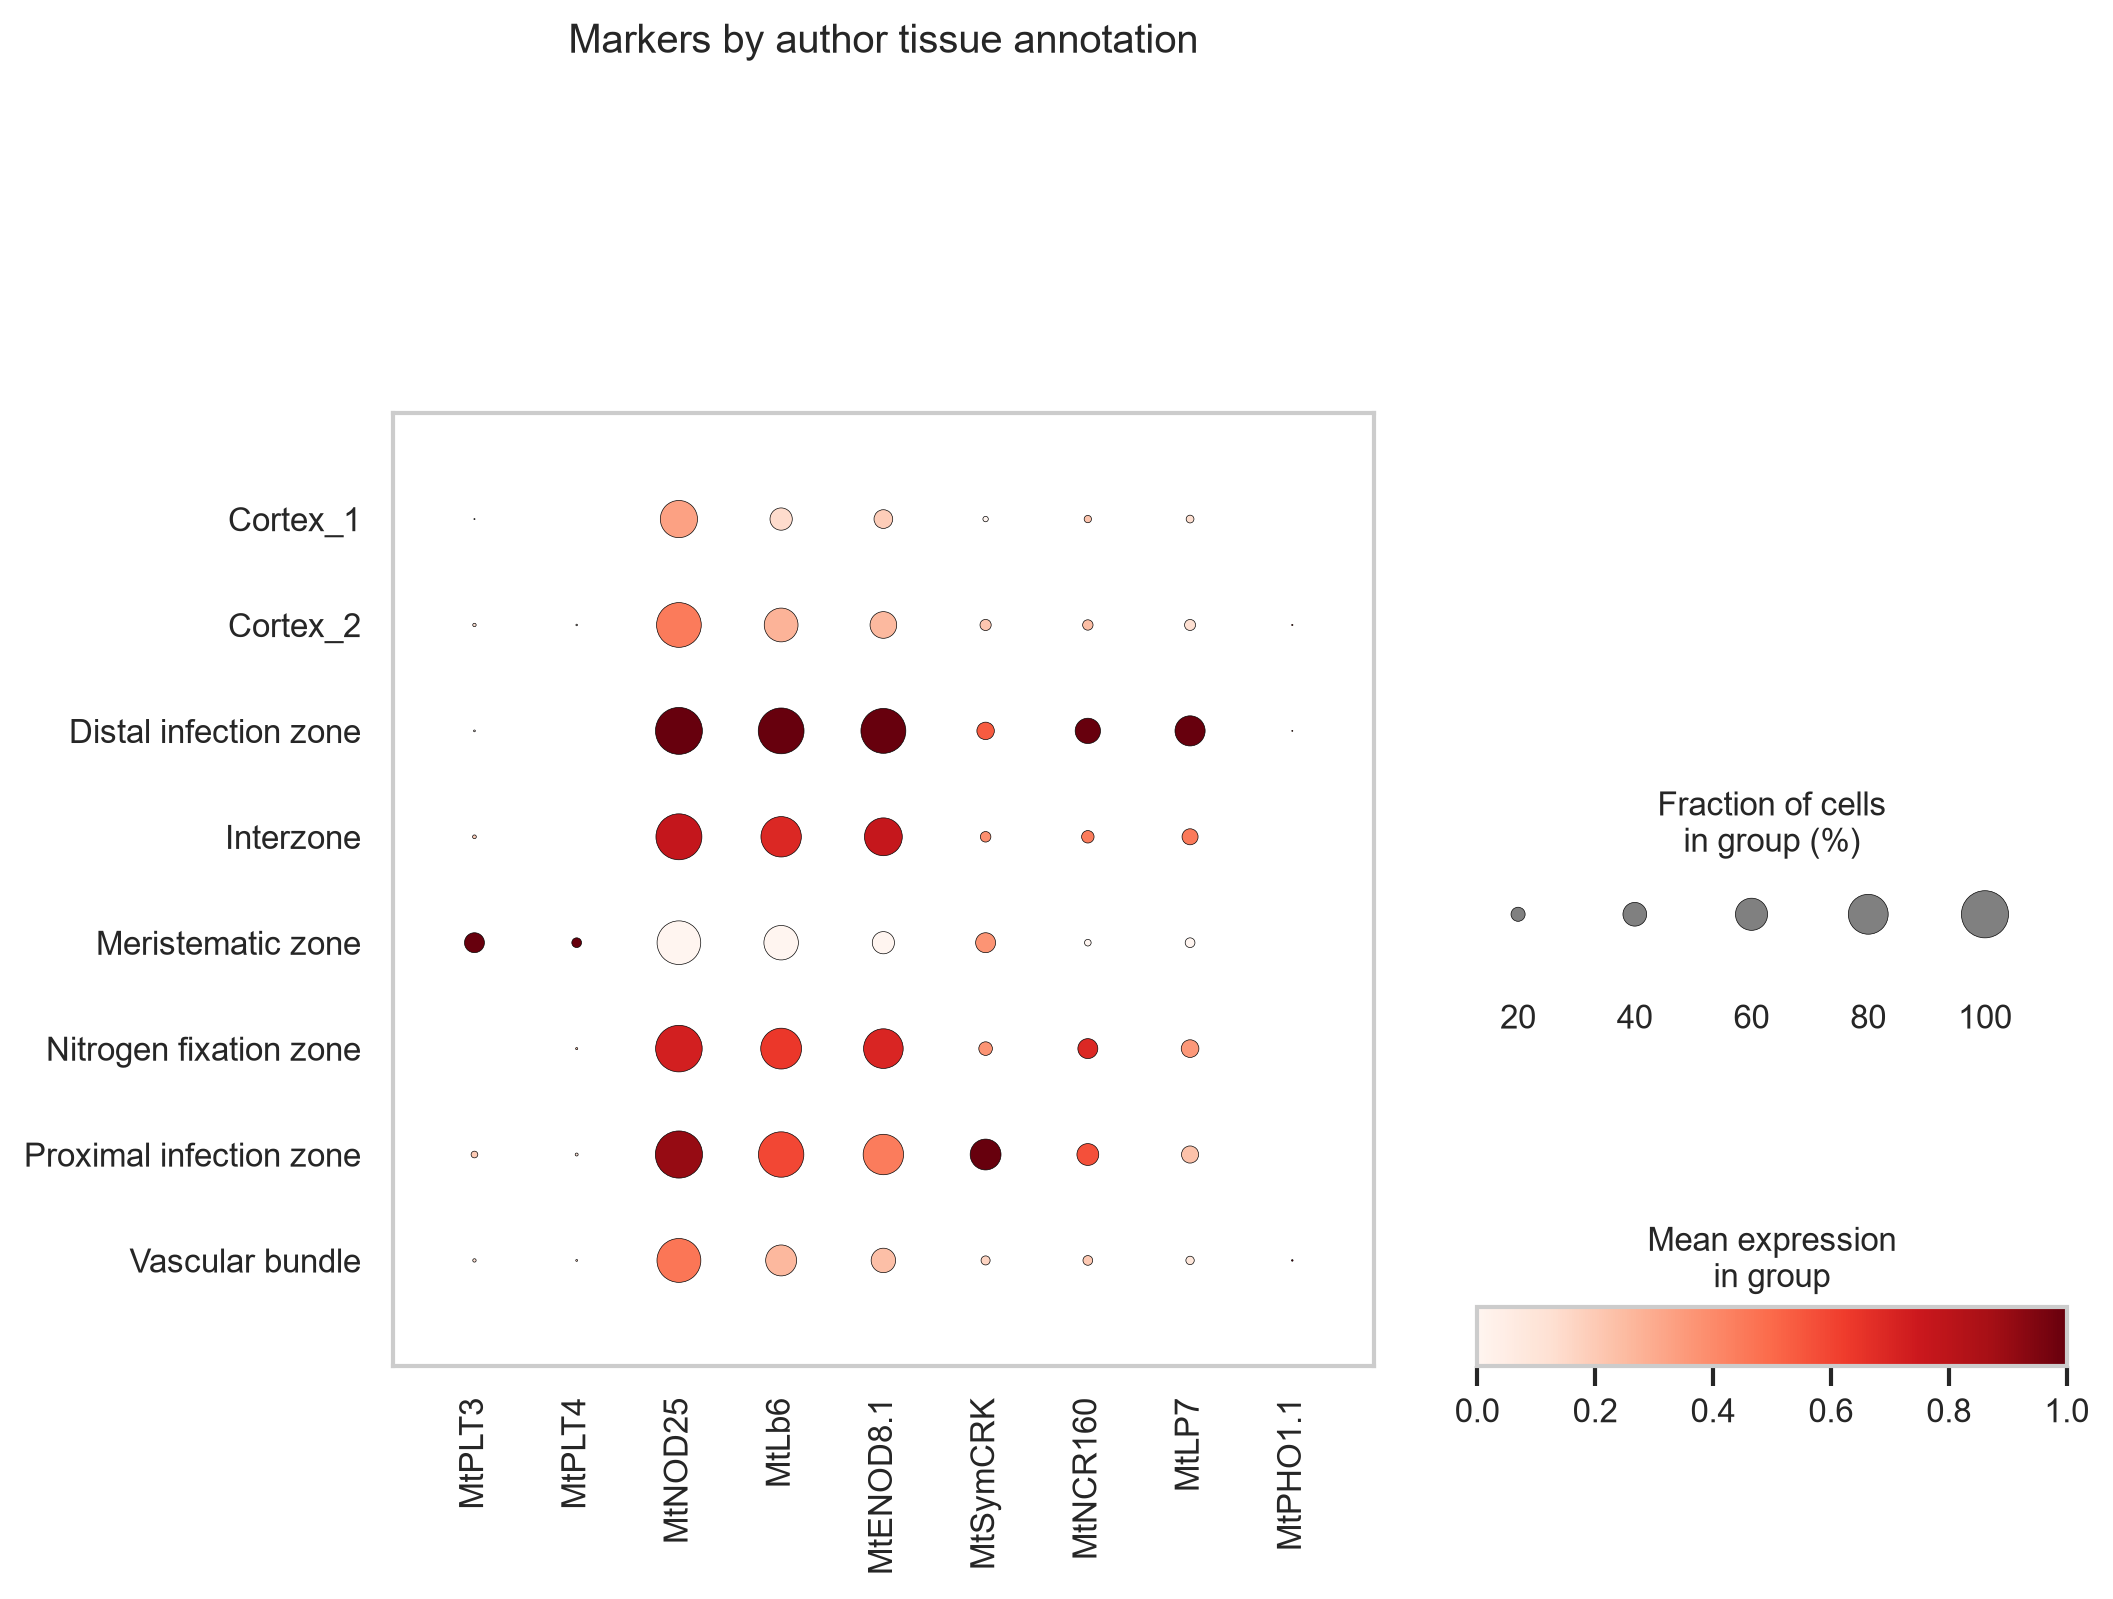 Markers by author tissue annotation
Cortex_1
Cortex_2
Distal infection zone
Interzone
Meristematic zone
Nitrogen fixation zone
Proximal infection zone
Vascular bundle
MtPLT3
MtPLT4
MtNOD25
MtLb6
MtENOD8.1
MtSymCRK
MtNCR160
MtLP7
MtPHO1.1
Fraction of cells
in group (%)
20 40 60 80 100
Mean expression
in group
0.0 0.2 0.4 0.6 0.8 1.0